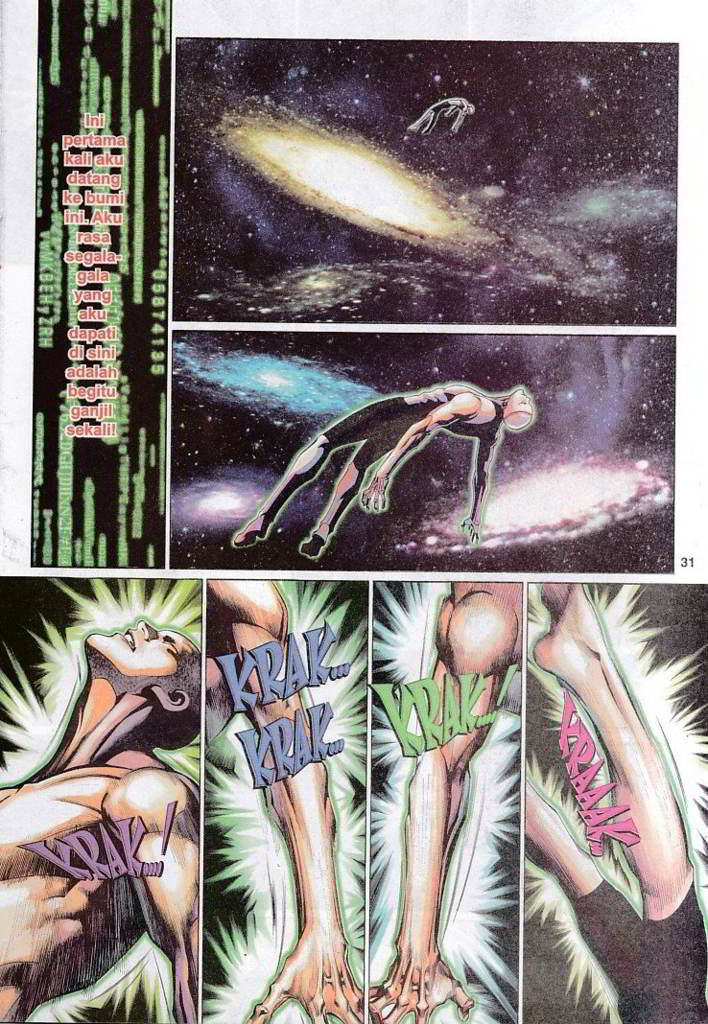 Ini
pertama
kali aku
datang
ke bumi
ini. Aku
rasa
segala-
gala
yang
aku
dapati
di sini
adalah
begitu
ganjil
sekali!
05874135
31
KRAK...!
KRAK...
KRAK...
KRAK...!
KRAAAK...